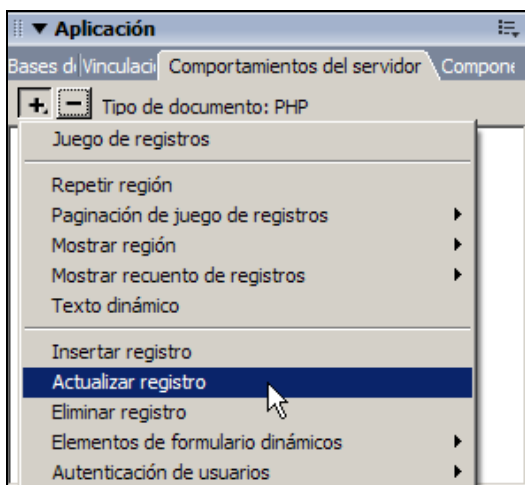 Aplicación
Bases d Vinculaci Comportamientos del servidor Compone
Tipo de documento: PHP
Juego de registros
Repetir región
Paginación de juego de registros
Mostrar región
Mostrar recuento de registros
Texto dinámico
Insertar registro
Actualizar registro
Eliminar registro
Elementos de formulario dinámicos
Autenticación de usuarios